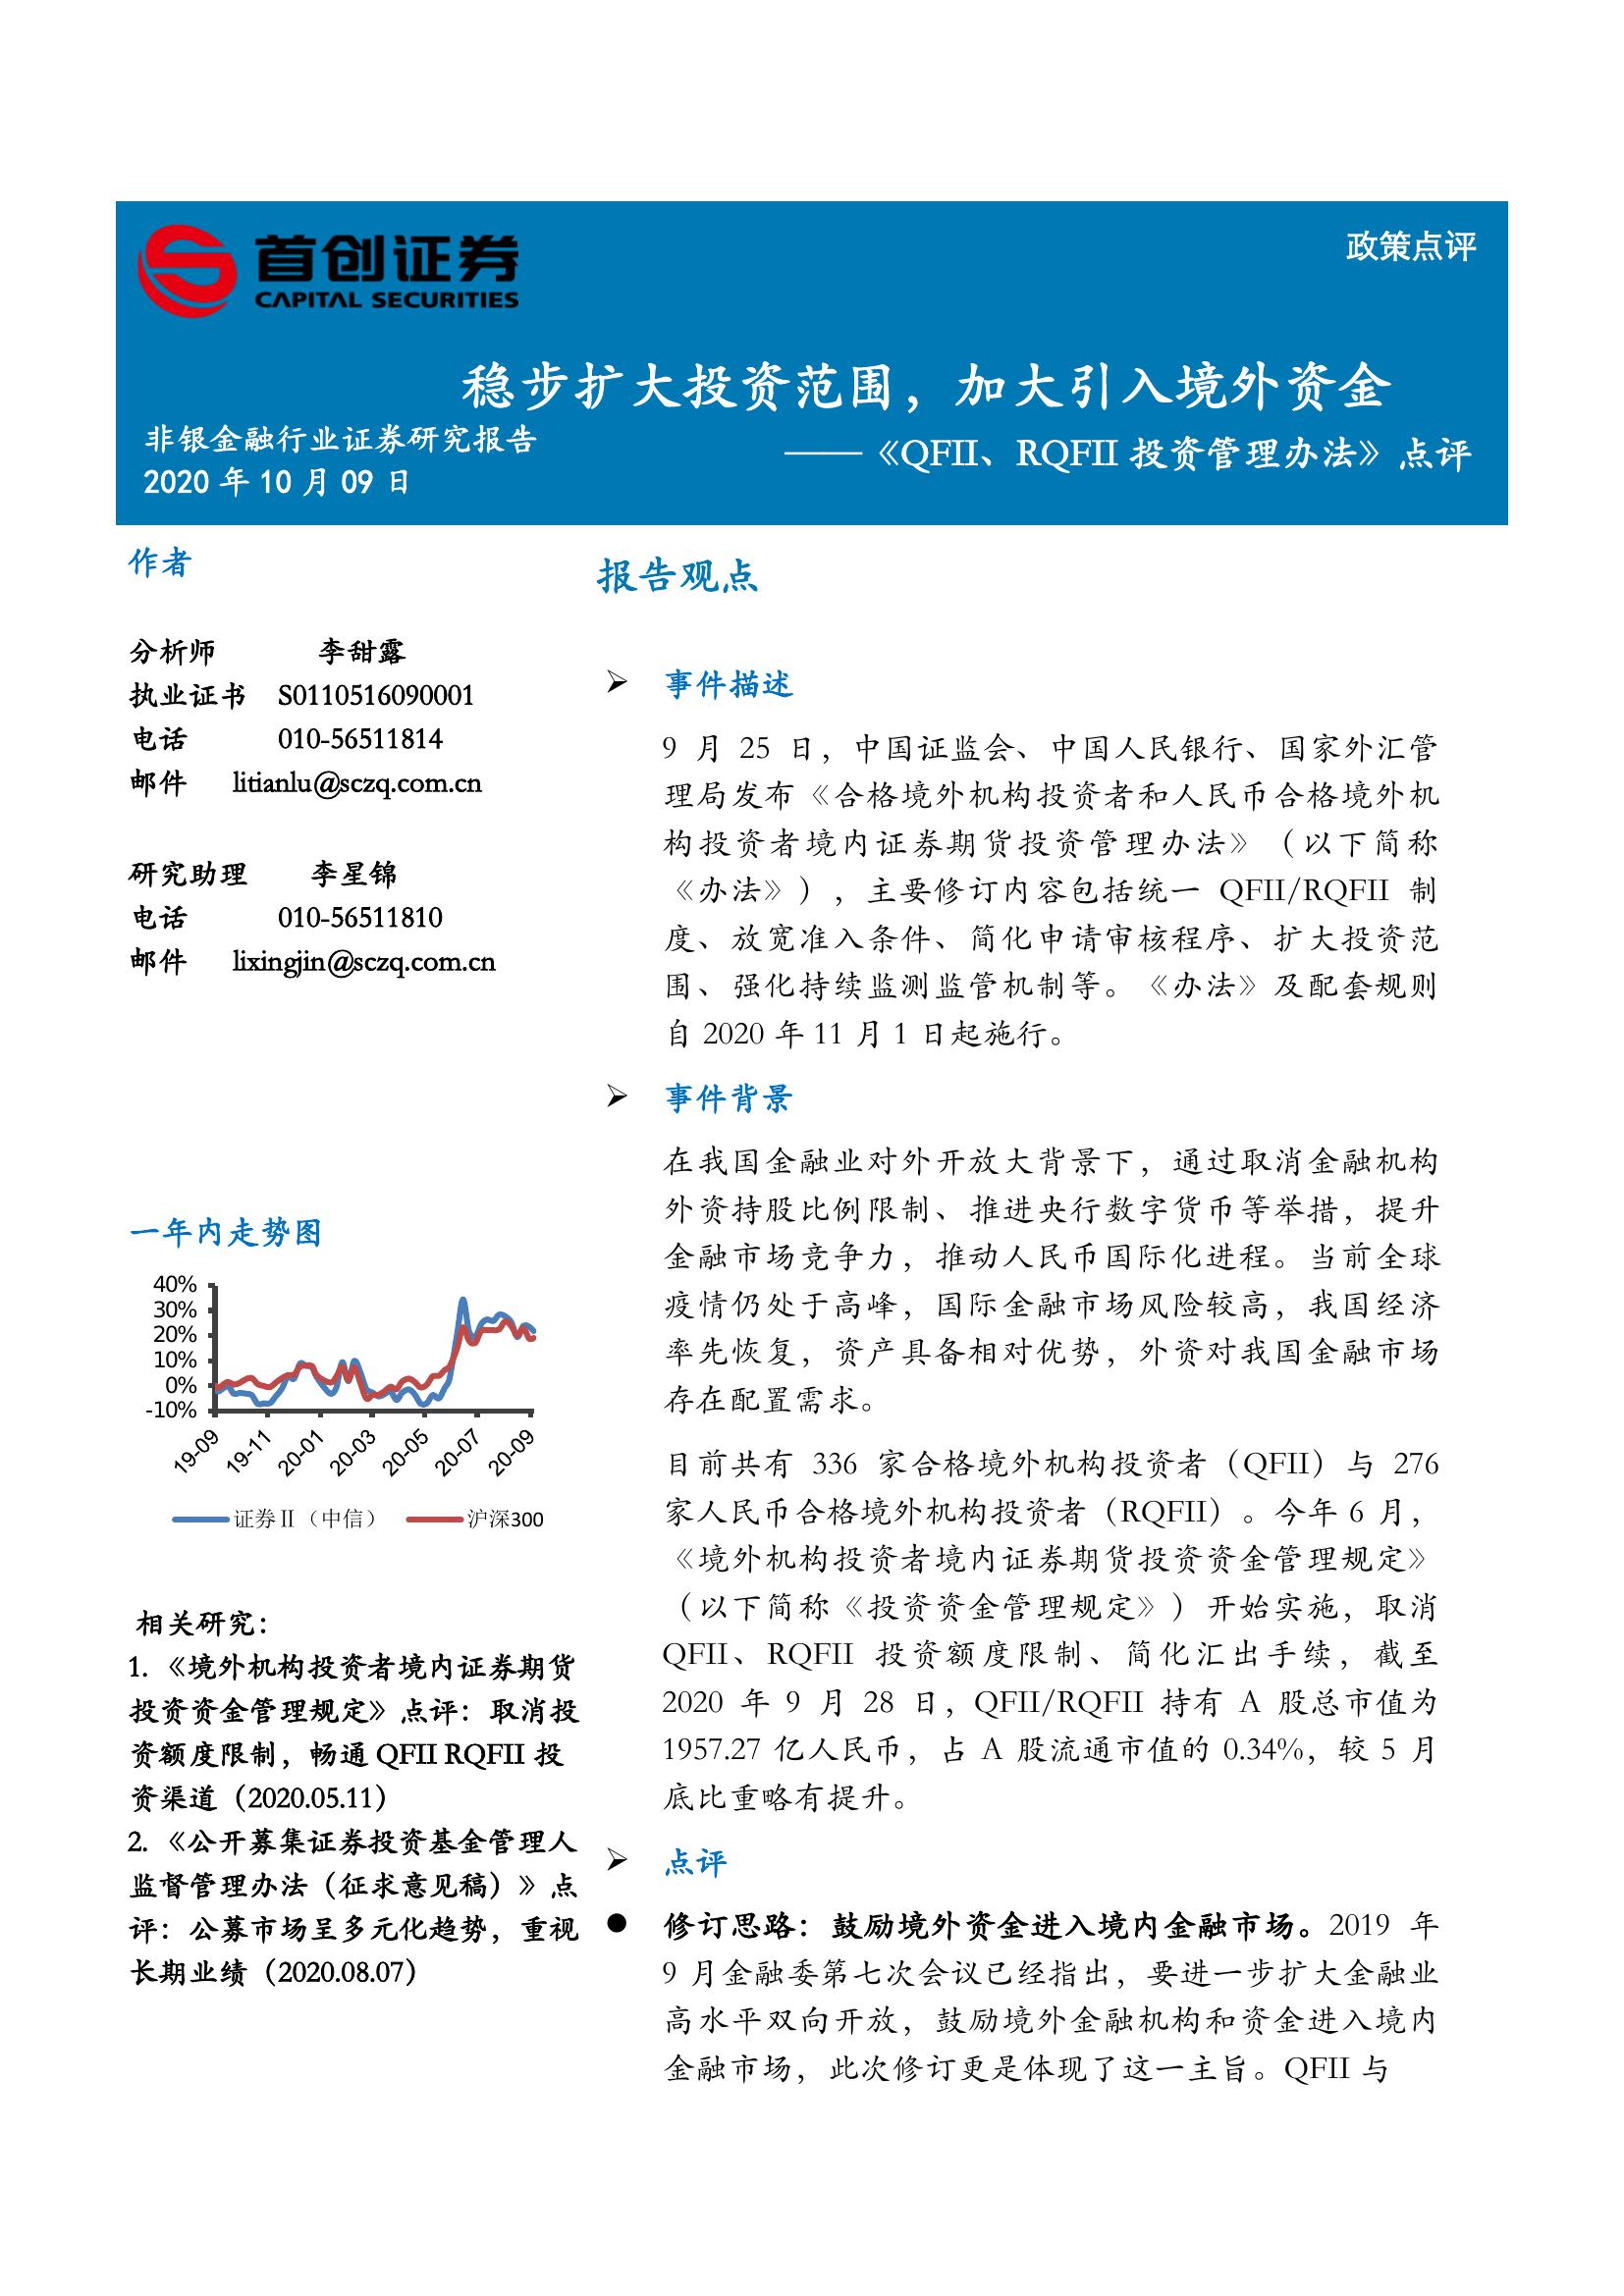 首创证券
CAPITAL SECURITIES
政策点评
稳步扩大投资范围，加大引入境外资金
非银金融行业证券研究报告
——《QFII、RQFII 投资管理办法》点评
2020 年 10 月 09 日
作者
分析师 李甜露
执业证书 S0110516090001
电话 010-56511814
邮件 litianlu@sczq.com.cn
研究助理 李星锦
电话 010-56511810
邮件 lixingjin@sczq.com.cn
一年内走势图
40%
30%
20%
10%
0%
-10%
19-09 19-11 20-01 20-03 20-05 20-07 20-09
证券Ⅱ（中信） 沪深300
相关研究：
1. 《境外机构投资者境内证券期货
投资资金管理规定》点评：取消投
资额度限制，畅通 QFII RQFII 投
资渠道（2020.05.11）
2. 《公开募集证券投资基金管理人
监督管理办法（征求意见稿）》点
评：公募市场呈多元化趋势，重视
长期业绩（2020.08.07）
报告观点
➢ 事件描述
9 月 25 日，中国证监会、中国人民银行、国家外汇管
理局发布《合格境外机构投资者和人民币合格境外机
构投资者境内证券期货投资管理办法》（以下简称
《办法》），主要修订内容包括统一 QFII/RQFII 制
度、放宽准入条件、简化申请审核程序、扩大投资范
围、强化持续监测监管机制等。《办法》及配套规则
自 2020 年 11 月 1 日起施行。
➢ 事件背景
在我国金融业对外开放大背景下，通过取消金融机构
外资持股比例限制、推进央行数字货币等举措，提升
金融市场竞争力，推动人民币国际化进程。当前全球
疫情仍处于高峰，国际金融市场风险较高，我国经济
率先恢复，资产具备相对优势，外资对我国金融市场
存在配置需求。
目前共有 336 家合格境外机构投资者（QFII）与 276
家人民币合格境外机构投资者（RQFII）。今年 6 月，
《境外机构投资者境内证券期货投资资金管理规定》
（以下简称《投资资金管理规定》）开始实施，取消
QFII、RQFII 投资额度限制、简化汇出手续，截至
2020 年 9 月 28 日，QFII/RQFII 持有 A 股总市值为
1957.27 亿人民币，占 A 股流通市值的 0.34%，较 5 月
底比重略有提升。
➢ 点评
● 修订思路：鼓励境外资金进入境内金融市场。2019 年
9 月金融委第七次会议已经指出，要进一步扩大金融业
高水平双向开放，鼓励境外金融机构和资金进入境内
金融市场，此次修订更是体现了这一主旨。QFII 与